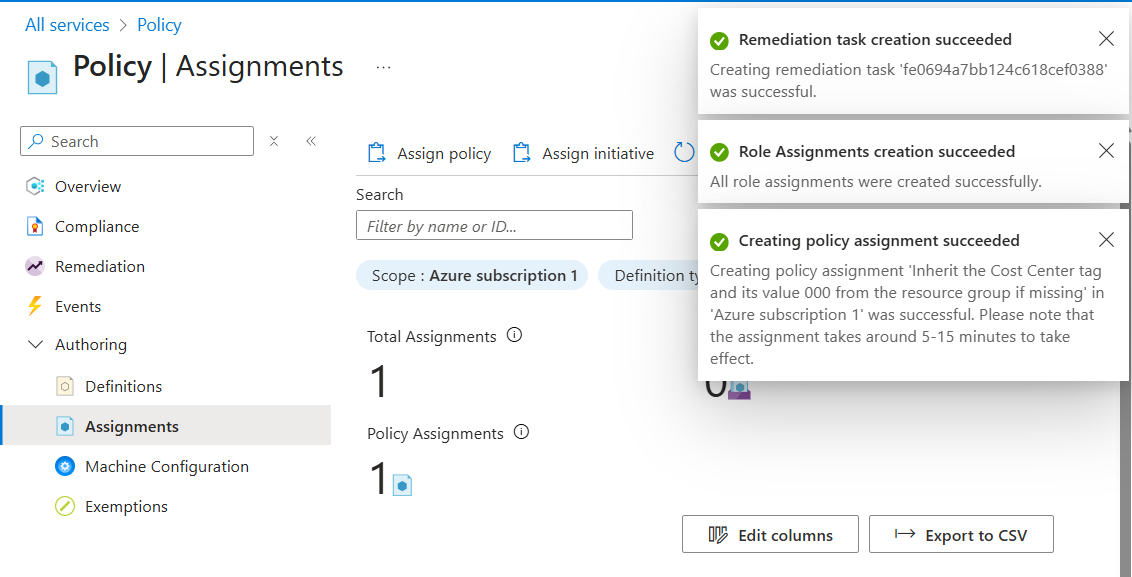 All services > Policy
Policy | Assignments ...
Search
Overview
Compliance
Remediation
Events
Authoring
Definitions
Assignments
Machine Configuration
Exemptions
Assign policy
Assign initiative
Search
Filter by name or ID...
Scope : Azure subscription 1
Definition ty
Total Assignments
1
0
Policy Assignments
1
Edit columns
Export to CSV
Remediation task creation succeeded
Creating remediation task 'fe0694a7bb124c618cef0388'
was successful.
Role Assignments creation succeeded
All role assignments were created successfully.
Creating policy assignment succeeded
Creating policy assignment 'Inherit the Cost Center tag
and its value 000 from the resource group if missing' in
'Azure subscription 1' was successful. Please note that
the assignment takes around 5-15 minutes to take
effect.